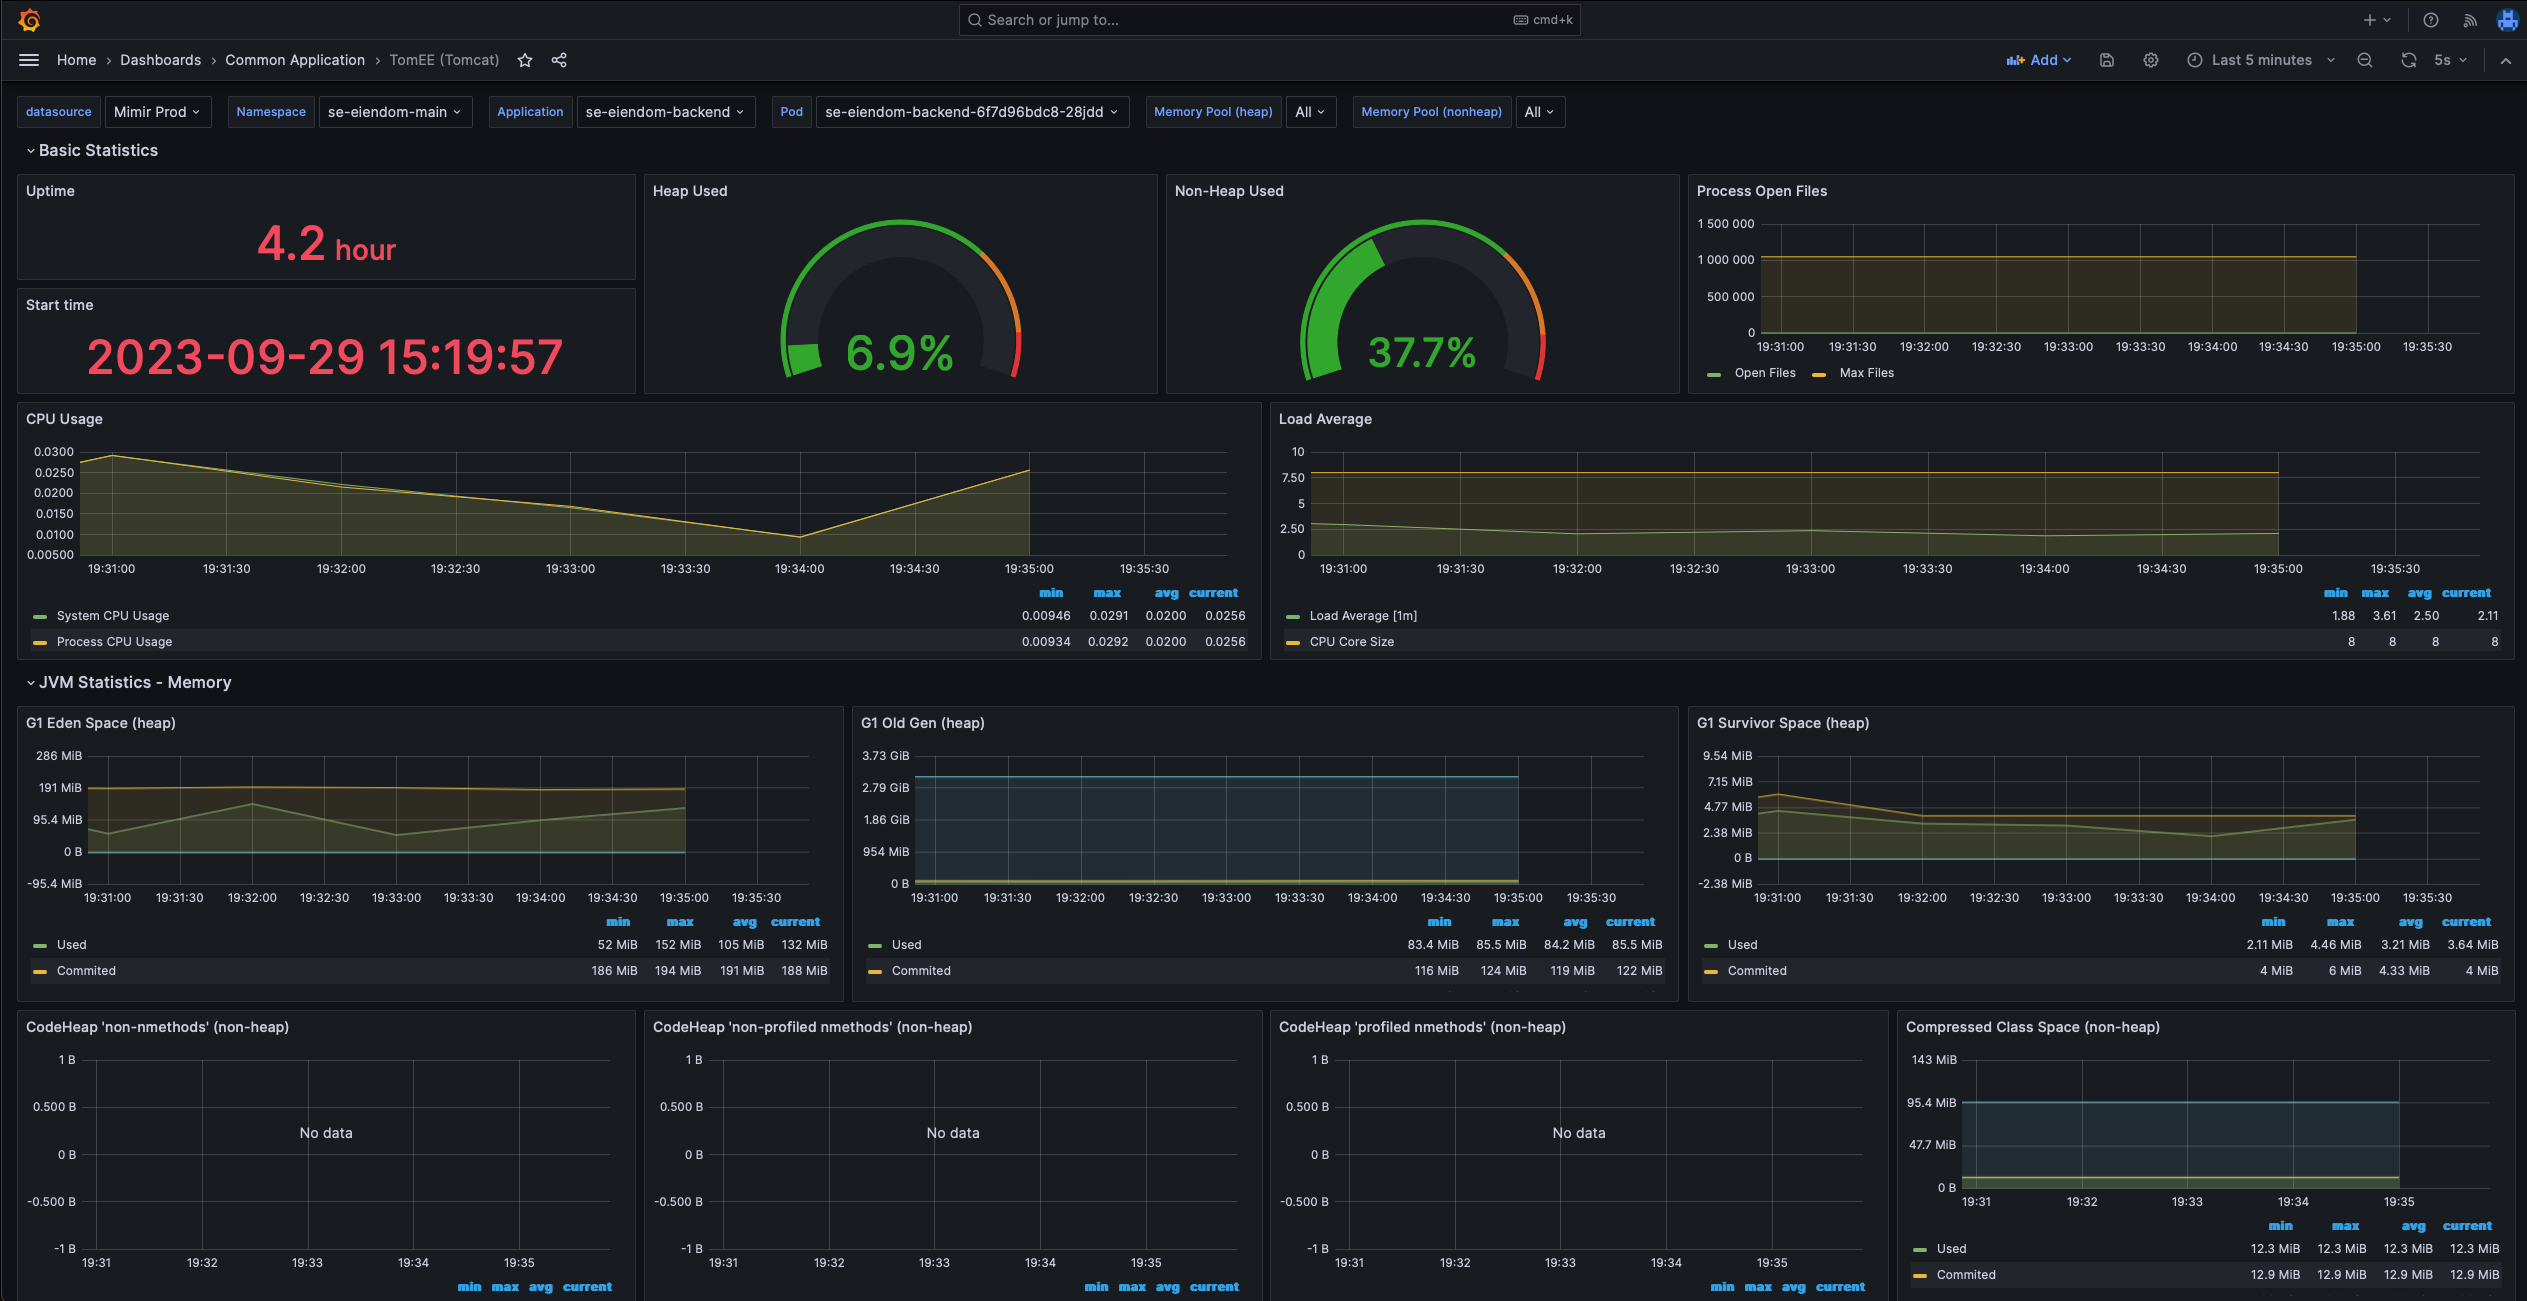 Search or jump to... cmd+k
Home › Dashboards › Common Application › TomEE (Tomcat) Add Last 5 minutes 5s
datasource Mimir Prod Namespace se-eiendom-main Application se-eiendom-backend Pod se-eiendom-backend-6f7d96bdc8-28jdd Memory Pool (heap) All Memory Pool (nonheap) All
Basic Statistics
Uptime
4.2 hour
Start time
2023-09-29 15:19:57
Heap Used
6.9%
Non-Heap Used
37.7%
Process Open Files
1 500 000
1 000 000
500 000
0
19:31:00 19:31:30 19:32:00 19:32:30 19:33:00 19:33:30 19:34:00 19:34:30 19:35:00 19:35:30
Open Files Max Files
CPU Usage
0.0300
0.0250
0.0200
0.0150
0.0100
0.00500
19:31:00 19:31:30 19:32:00 19:32:30 19:33:00 19:33:30 19:34:00 19:34:30 19:35:00 19:35:30
min max avg current
System CPU Usage 0.00946 0.0291 0.0200 0.0256
Process CPU Usage 0.00934 0.0292 0.0200 0.0256
Load Average
10
7.50
5
2.50
0
19:31:00 19:31:30 19:32:00 19:32:30 19:33:00 19:33:30 19:34:00 19:34:30 19:35:00 19:35:30
min max avg current
Load Average [1m] 1.88 3.61 2.50 2.11
CPU Core Size 8 8 8 8
JVM Statistics - Memory
G1 Eden Space (heap)
286 MiB
191 MiB
95.4 MiB
0 B
-95.4 MiB
19:31:00 19:31:30 19:32:00 19:32:30 19:33:00 19:33:30 19:34:00 19:34:30 19:35:00 19:35:30
min max avg current
Used 52 MiB 152 MiB 105 MiB 132 MiB
Commited 186 MiB 194 MiB 191 MiB 188 MiB
G1 Old Gen (heap)
3.73 GiB
2.79 GiB
1.86 GiB
954 MiB
0 B
19:31:00 19:31:30 19:32:00 19:32:30 19:33:00 19:33:30 19:34:00 19:34:30 19:35:00 19:35:30
min max avg current
Used 83.4 MiB 85.5 MiB 84.2 MiB 85.5 MiB
Commited 116 MiB 124 MiB 119 MiB 122 MiB
G1 Survivor Space (heap)
9.54 MiB
7.15 MiB
4.77 MiB
2.38 MiB
0 B
-2.38 MiB
19:31:00 19:31:30 19:32:00 19:32:30 19:33:00 19:33:30 19:34:00 19:34:30 19:35:00 19:35:30
min max avg current
Used 2.11 MiB 4.46 MiB 3.21 MiB 3.64 MiB
Commited 4 MiB 6 MiB 4.33 MiB 4 MiB
CodeHeap 'non-nmethods' (non-heap)
1 B
0.500 B
No data
0 B
-0.500 B
-1 B
19:31 19:32 19:33 19:34 19:35
min max avg current
CodeHeap 'non-profiled nmethods' (non-heap)
1 B
0.500 B
No data
0 B
-0.500 B
-1 B
19:31 19:32 19:33 19:34 19:35
min max avg current
CodeHeap 'profiled nmethods' (non-heap)
1 B
0.500 B
No data
0 B
-0.500 B
-1 B
19:31 19:32 19:33 19:34 19:35
min max avg current
Compressed Class Space (non-heap)
143 MiB
95.4 MiB
47.7 MiB
0 B
19:31 19:32 19:33 19:34 19:35
min max avg current
Used 12.3 MiB 12.3 MiB 12.3 MiB 12.3 MiB
Commited 12.9 MiB 12.9 MiB 12.9 MiB 12.9 MiB